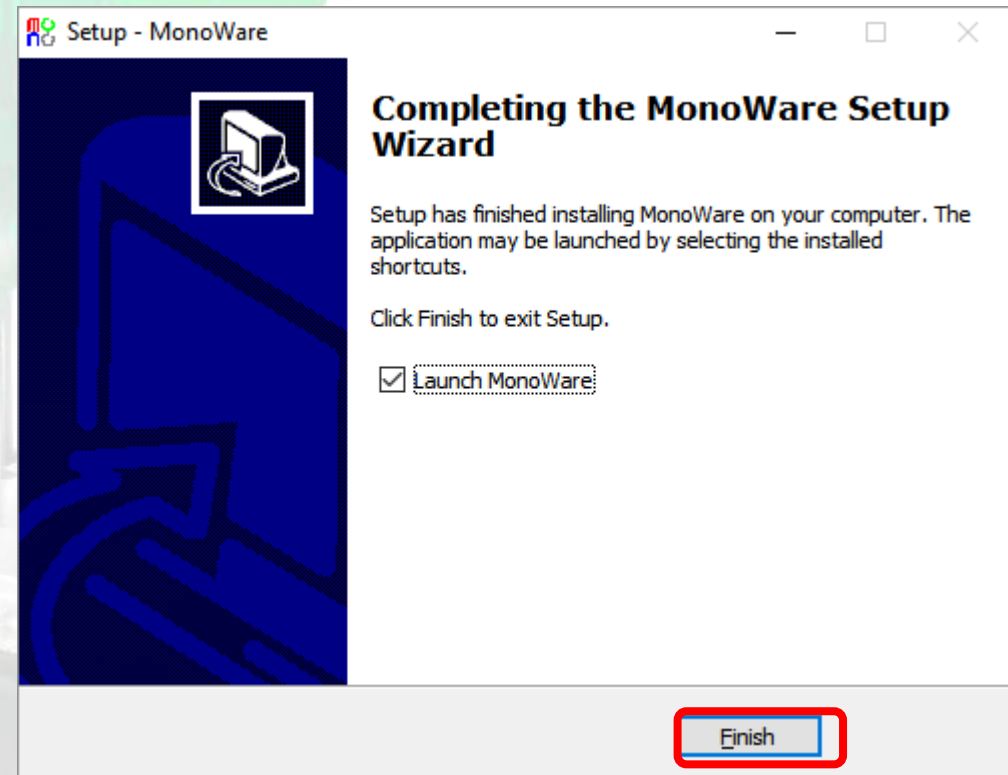 Setup - MonoWare
Completing the MonoWare Setup
Wizard
Setup has finished installing MonoWare on your computer. The
application may be launched by selecting the installed
shortcuts.
Click Finish to exit Setup.
Launch MonoWare
Finish